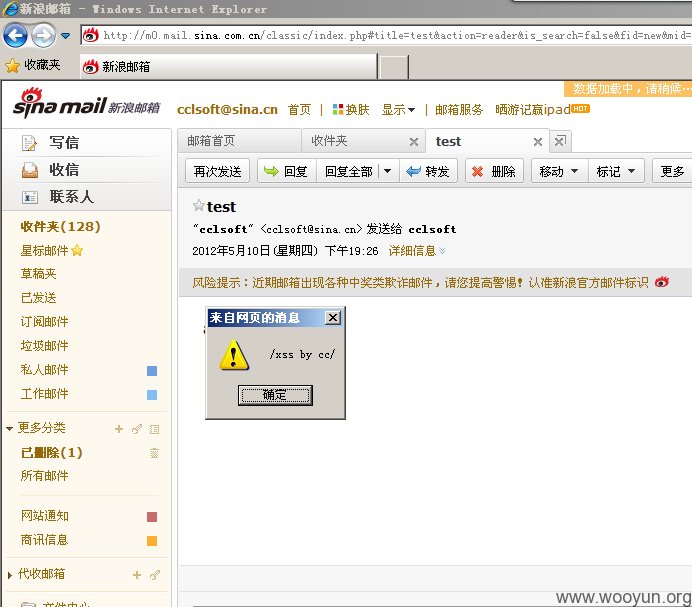 新浪邮箱 - Windows Internet Explorer
http://m0.mail.sina.com.cn/classic/index.php#title=test&action=reader&is_search=false&fid=new&mid=
收藏夹
新浪邮箱
数据加载中，请稍候…
sina mail 新浪邮箱
cclsoft@sina.cn 首页 | 换肤 显示 | 邮箱服务 晒游记赢ipad HOT
写信
收信
联系人
邮箱首页
收件夹
test
再次发送
回复
回复全部
转发
删除
移动
标记
更多
test
"cclsoft" <cclsoft@sina.cn> 发送给 cclsoft
2012年5月10日(星期四) 下午19:26 详细信息
风险提示：近期邮箱出现各种中奖类欺诈邮件，请您提高警惕！认准新浪官方邮件标识
收件夹(128)
星标邮件
草稿夹
已发送
订阅邮件
垃圾邮件
私人邮件
工作邮件
更多分类
已删除(1)
所有邮件
网站通知
商讯信息
代收邮箱
文件中心
来自网页的消息
/xss by cc/
确定
www.wooyun.org